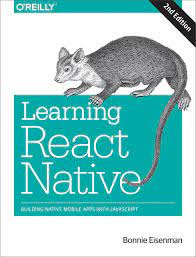 O'REILLY®
2nd Edition
Learning
React
Native
BUILDING NATIVE MOBILE APPS WITH JAVASCRIPT
Bonnie Eisenman